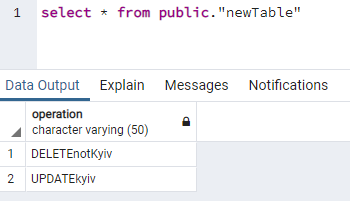 1 select * from public."newTable"
Data Output Explain Messages Notifications
operation
character varying (50)
1 DELETEnotKyiv
2 UPDATEkyiv